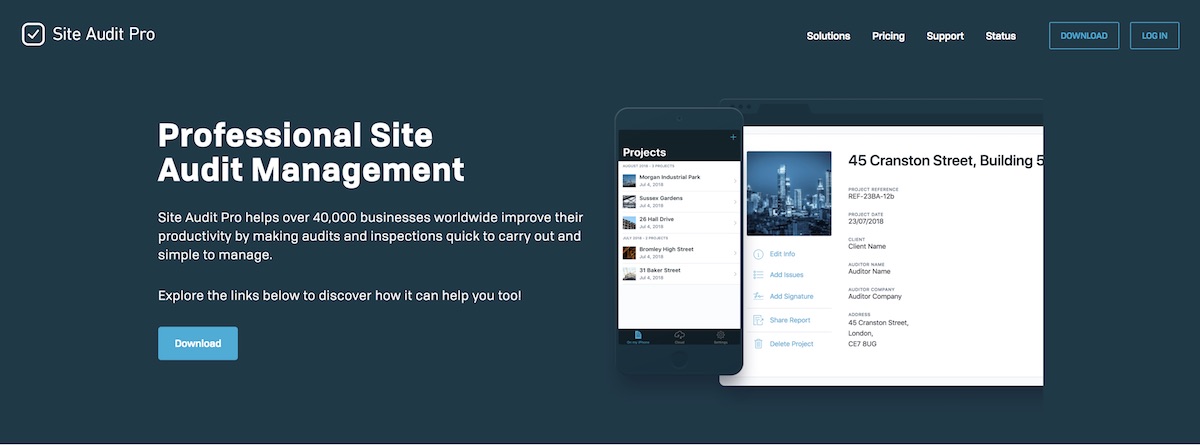 Site Audit Pro
Solutions
Pricing
Support
Status
DOWNLOAD
LOG IN
Professional Site
Audit Management
Site Audit Pro helps over 40,000 businesses worldwide improve their
productivity by making audits and inspections quick to carry out and
simple to manage.
Explore the links below to discover how it can help you too!
Download
Projects
AUGUST 2018 - 3 PROJECTS
Morgan Industrial Park
Jul 4, 2018
Sussex Gardens
Jul 4, 2018
26 Hall Drive
Jul 4, 2018
JULY 2018 - 2 PROJECTS
Bromley High Street
Jul 4, 2018
31 Baker Street
Jul 4, 2018
On my iPhone
Cloud
Settings
45 Cranston Street, Building 5
PROJECT REFERENCE
REF-23BA-12b
PROJECT DATE
23/07/2018
CLIENT
Client Name
AUDITOR NAME
Auditor Name
AUDITOR COMPANY
Auditor Company
ADDRESS
45 Cranston Street,
London,
CE7 8UG
Edit Info
Add Issues
Add Signature
Share Report
Delete Project